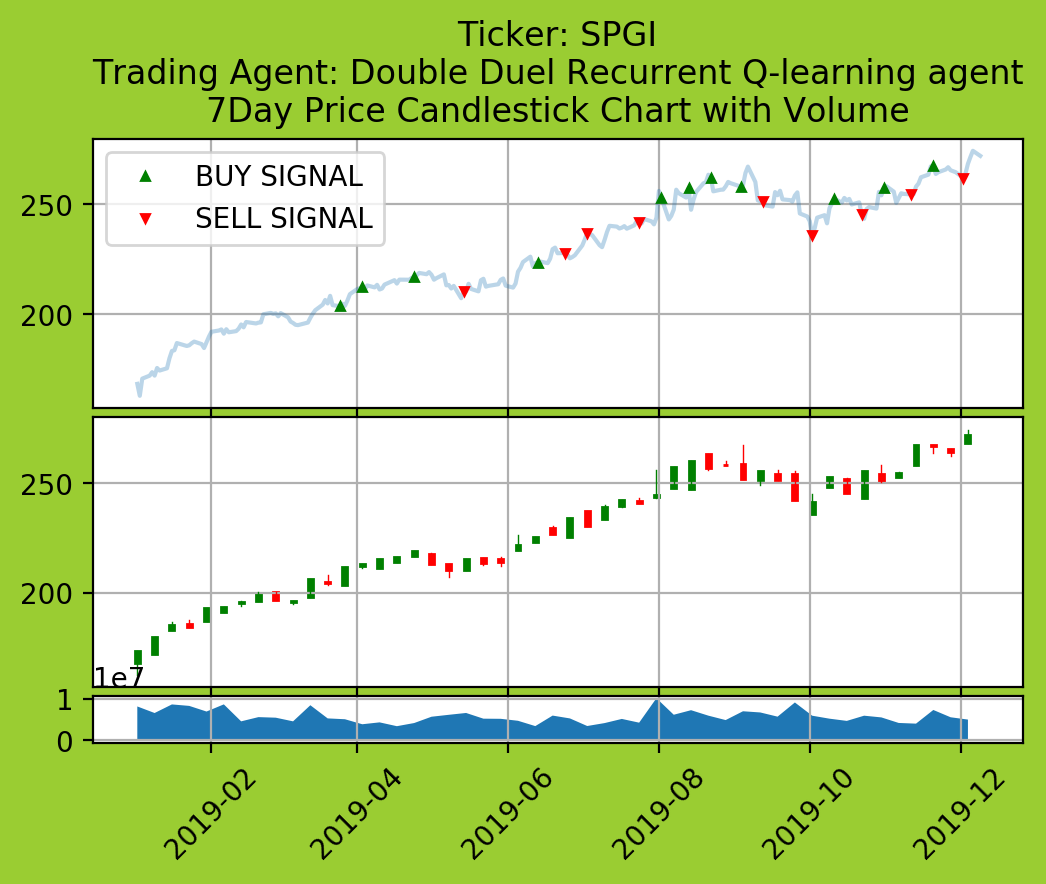 Ticker: SPGI
Trading Agent: Double Duel Recurrent Q-learning agent
7Day Price Candlestick Chart with Volume
BUY SIGNAL
SELL SIGNAL
250
200
250
200
1e7
1
0
2019-02
2019-04
2019-06
2019-08
2019-10
2019-12